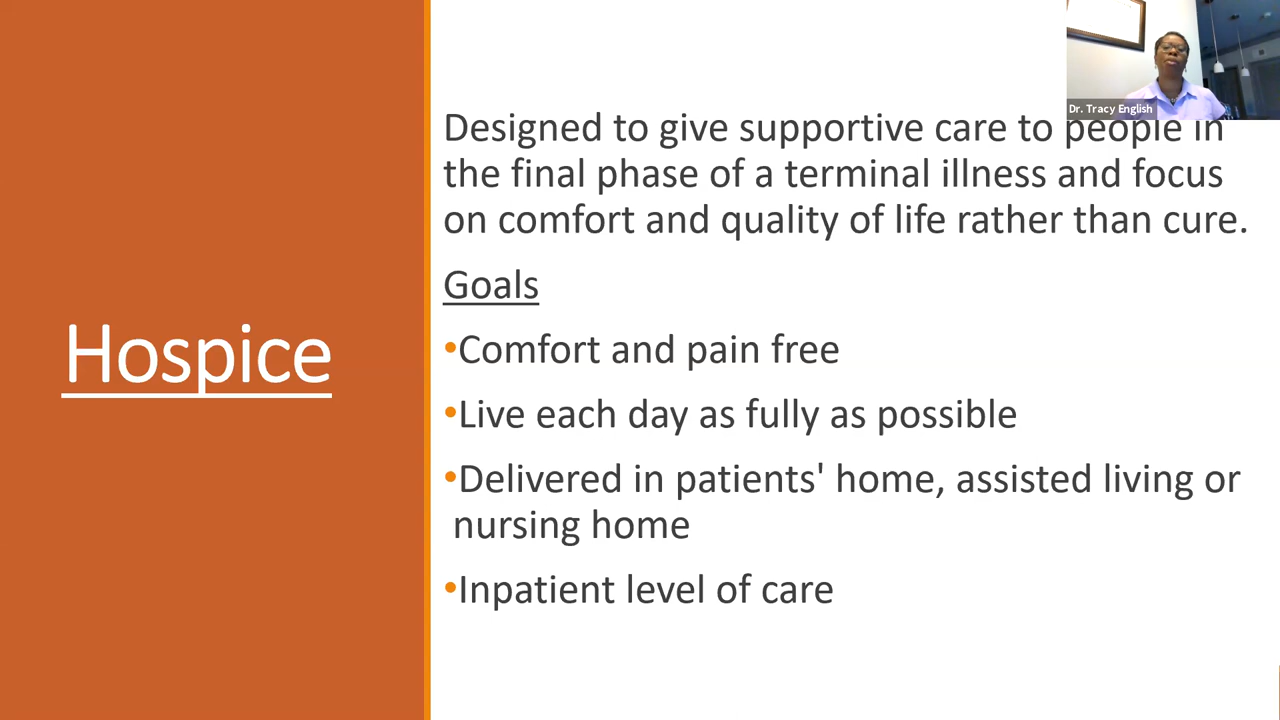 Hospice
Dr. Tracy English
Designed to give supportive care to people in
the final phase of a terminal illness and focus
on comfort and quality of life rather than cure.
Goals
•Comfort and pain free
•Live each day as fully as possible
•Delivered in patients' home, assisted living or
nursing home
•Inpatient level of care